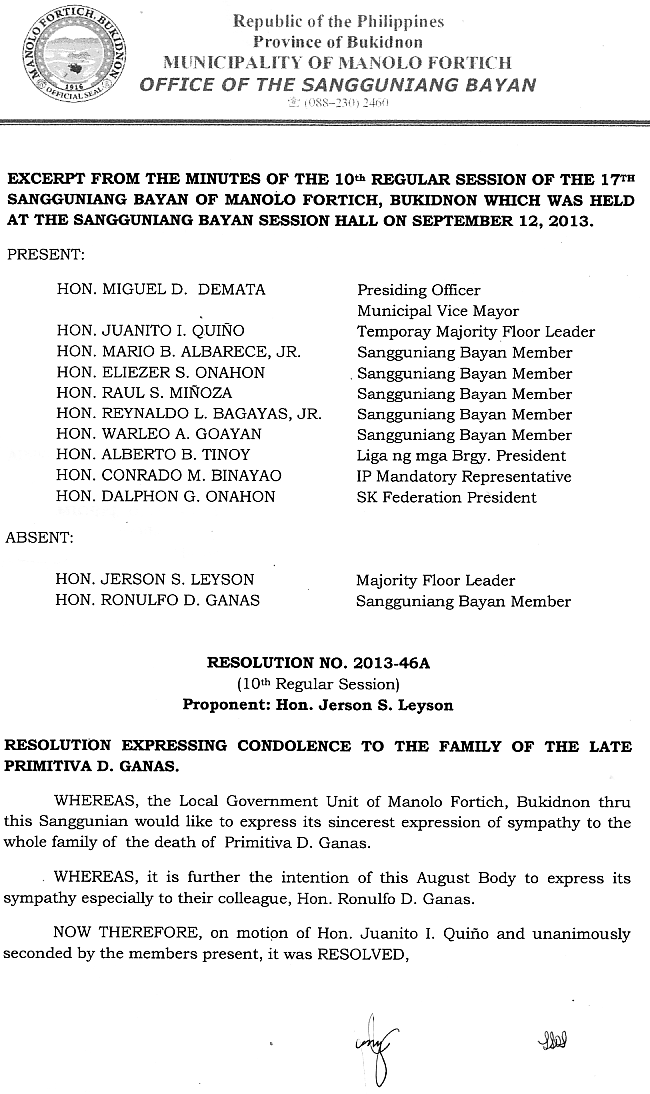 MANOLO FORTICH, BUKIDNON
1916
OFFICIAL SEAL
Republic of the Philippines
Province of Bukidnon
MUNICIPALITY OF MANOLO FORTICH
OFFICE OF THE SANGGUNIANG BAYAN
☏ (088–230) 2460
EXCERPT FROM THE MINUTES OF THE 10th REGULAR SESSION OF THE 17TH
SANGGUNIANG BAYAN OF MANOLO FORTICH, BUKIDNON WHICH WAS HELD
AT THE SANGGUNIANG BAYAN SESSION HALL ON SEPTEMBER 12, 2013.
PRESENT:
HON. MIGUEL D. DEMATA Presiding Officer
Municipal Vice Mayor
HON. JUANITO I. QUIÑO Temporay Majority Floor Leader
HON. MARIO B. ALBARECE, JR. Sangguniang Bayan Member
HON. ELIEZER S. ONAHON Sangguniang Bayan Member
HON. RAUL S. MIÑOZA Sangguniang Bayan Member
HON. REYNALDO L. BAGAYAS, JR. Sangguniang Bayan Member
HON. WARLEO A. GOAYAN Sangguniang Bayan Member
HON. ALBERTO B. TINOY Liga ng mga Brgy. President
HON. CONRADO M. BINAYAO IP Mandatory Representative
HON. DALPHON G. ONAHON SK Federation President
ABSENT:
HON. JERSON S. LEYSON Majority Floor Leader
HON. RONULFO D. GANAS Sangguniang Bayan Member
RESOLUTION NO. 2013-46A
(10th Regular Session)
Proponent: Hon. Jerson S. Leyson
RESOLUTION EXPRESSING CONDOLENCE TO THE FAMILY OF THE LATE
PRIMITIVA D. GANAS.
WHEREAS, the Local Government Unit of Manolo Fortich, Bukidnon thru
this Sanggunian would like to express its sincerest expression of sympathy to the
whole family of the death of Primitiva D. Ganas.
WHEREAS, it is further the intention of this August Body to express its
sympathy especially to their colleague, Hon. Ronulfo D. Ganas.
NOW THEREFORE, on motion of Hon. Juanito I. Quiño and unanimously
seconded by the members present, it was RESOLVED,